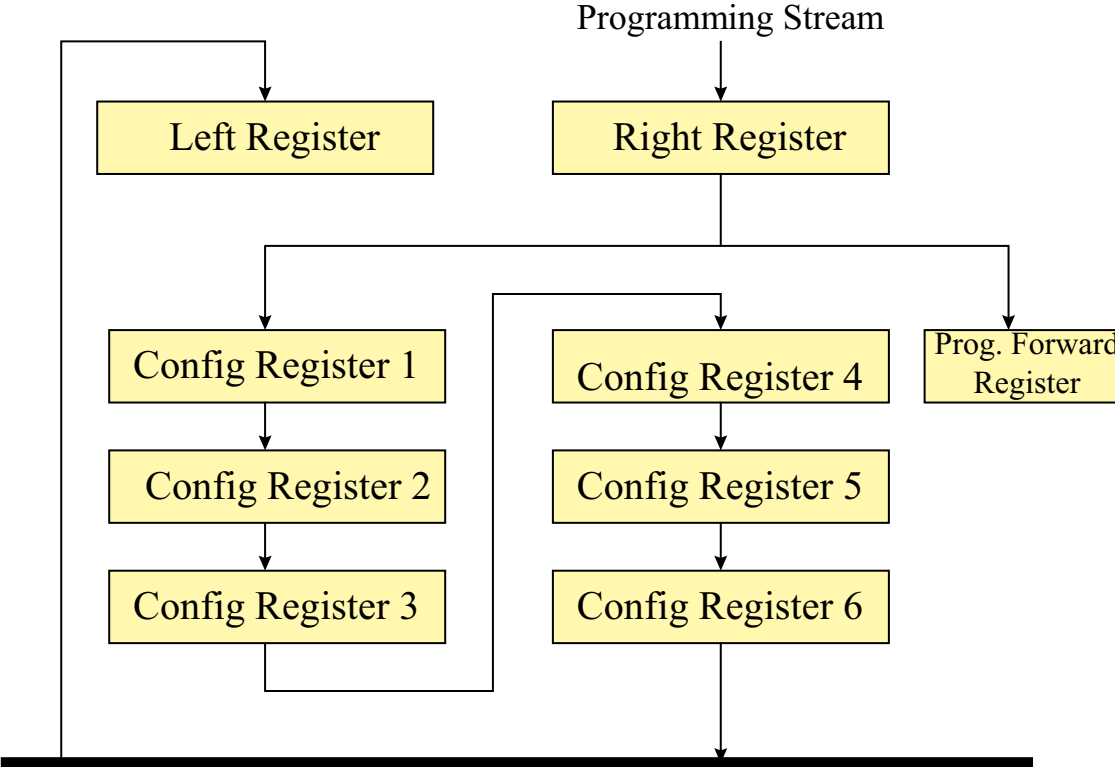 Programming Stream
Left Register
Right Register
Config Register 1
Config Register 4
Prog. Forward
Register
Config Register 2
Config Register 5
Config Register 3
Config Register 6